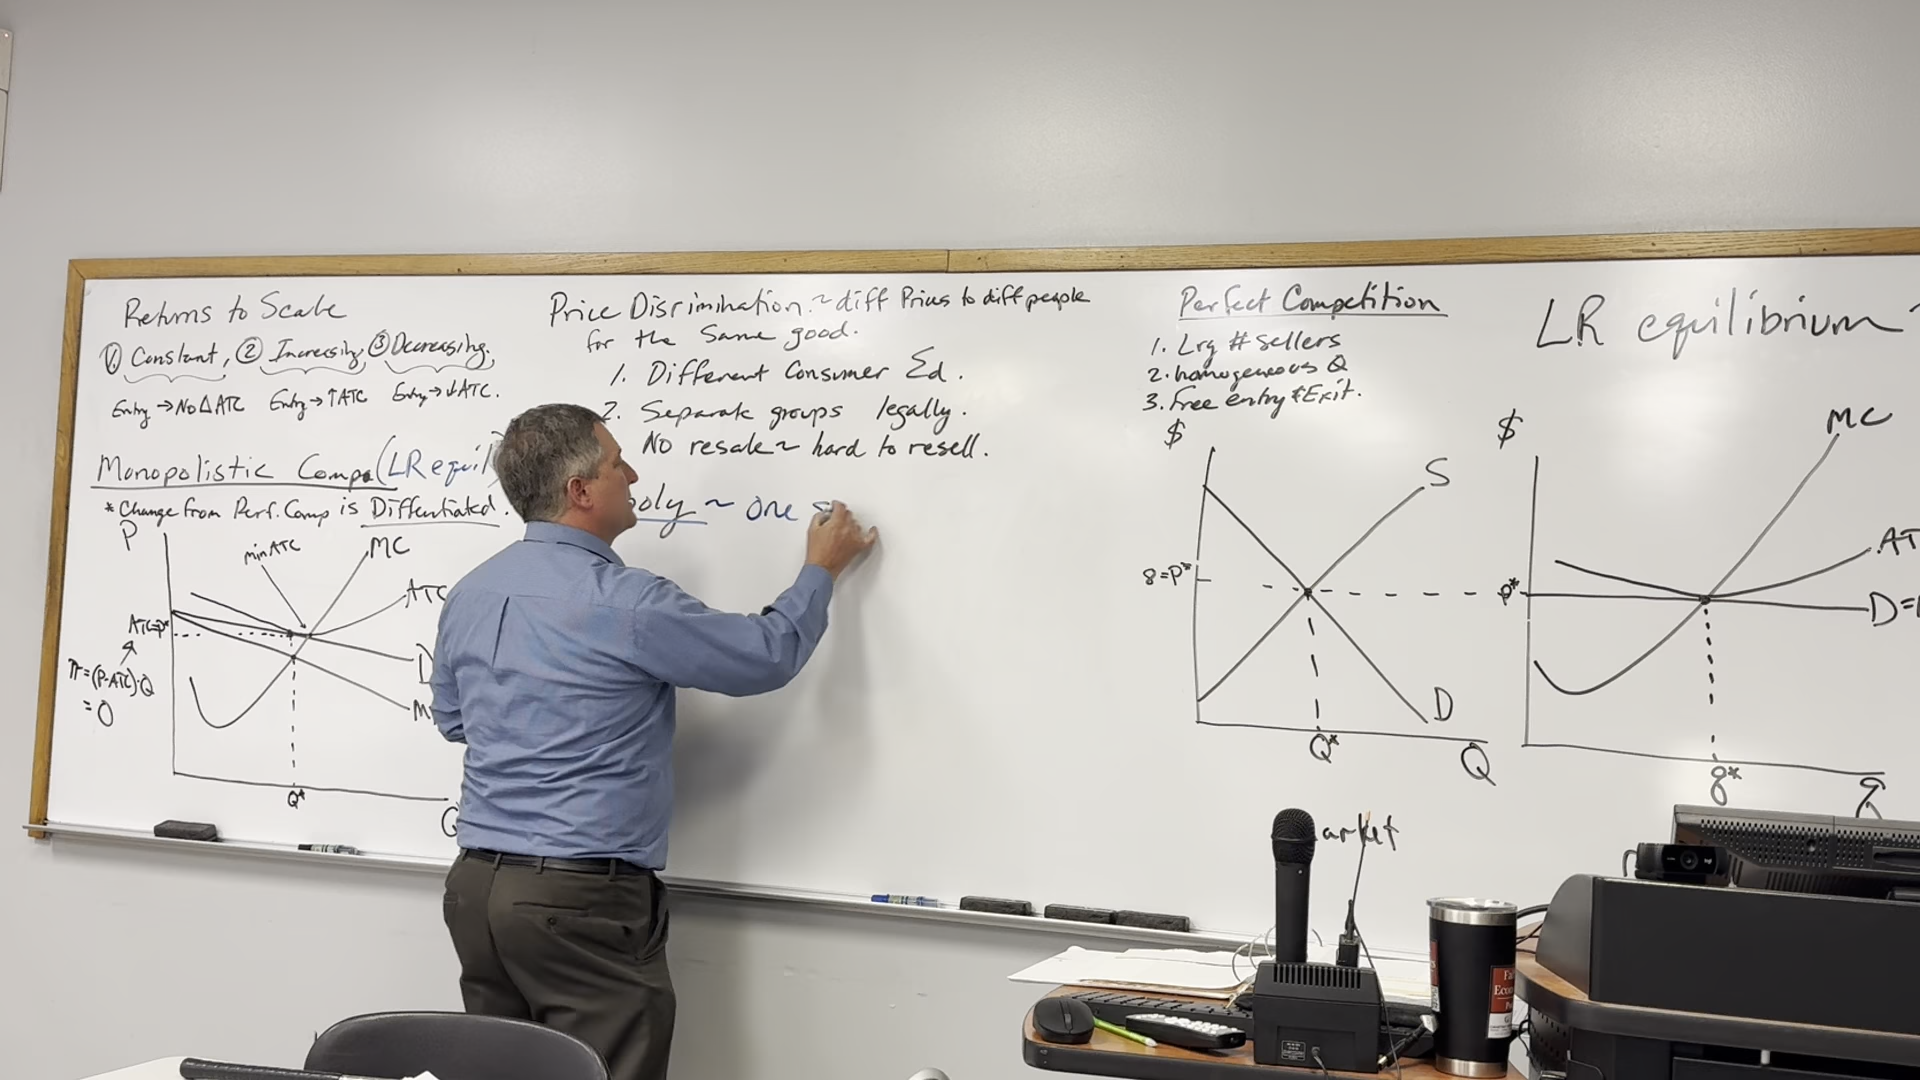 Returns to Scale
① Constant, ② Increasing, ③ Decreasing.
Entry → No Δ ATC Entry → ↑ATC Entry → ↓ATC.
Monopolistic Comp. (LR equil)
* Change from Perf. Comp is Differentiated.
P
min ATC
MC
ATC
ATC=P*
D
M
π=(P-ATC)·Q
= 0
Q*
Q
Price Discrimination ~ diff Prices to diff people
for the same good.
1. Different Consumer Ed.
2. Separate groups legally.
No resale ~ hard to resell.
poly ~ one s
Perfect Competition
1. Lrg # sellers
2. homogeneous Q
3. Free entry & Exit.
$
S
8=P*
D
Q*
Q
arket
LR equilibrium
$
MC
AT
P*
D=
q*
q